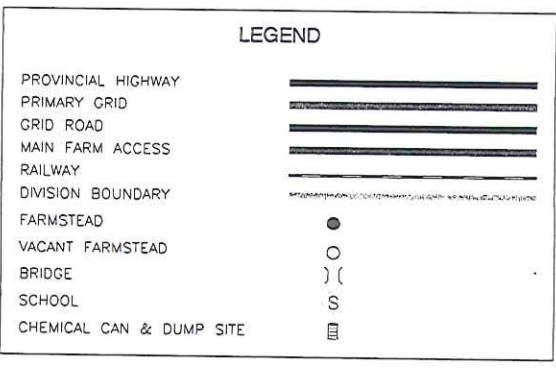 LEGEND
PROVINCIAL HIGHWAY
PRIMARY GRID
GRID ROAD
MAIN FARM ACCESS
RAILWAY
DIVISION BOUNDARY
FARMSTEAD
VACANT FARMSTEAD
BRIDGE )(
SCHOOL S
CHEMICAL CAN & DUMP SITE